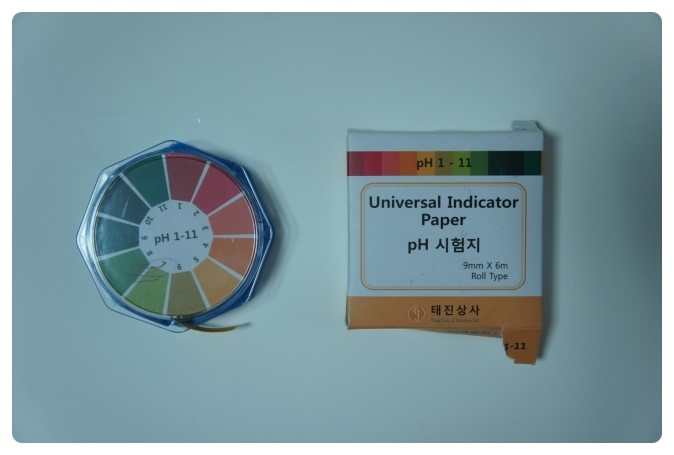 pH 1-11
1
2
3
4
5
6
7
8
9
10
11
pH 1 - 11
Universal Indicator
Paper
pH 시험지
9mm X 6m
Roll Type
태진상사
1-11